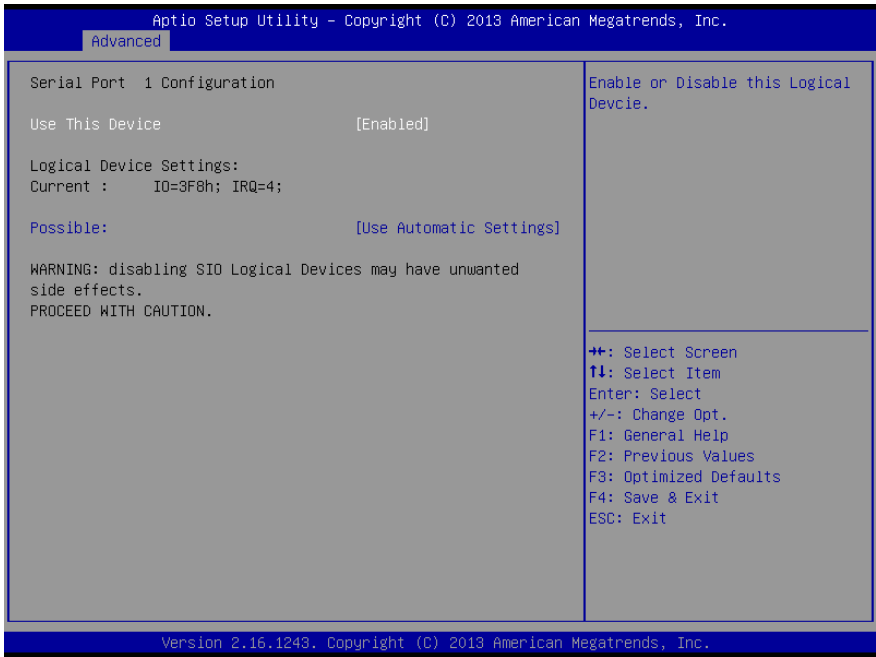 Aptio Setup Utility – Copyright (C) 2013 American Megatrends, Inc.
Advanced
Serial Port  1 Configuration
Use This Device [Enabled]
Logical Device Settings:
Current : IO=3F8h; IRQ=4;
Possible: [Use Automatic Settings]
WARNING: disabling SIO Logical Devices may have unwanted
side effects.
PROCEED WITH CAUTION.
Enable or Disable this Logical
Devcie.
→←: Select Screen
↑↓: Select Item
Enter: Select
+/-: Change Opt.
F1: General Help
F2: Previous Values
F3: Optimized Defaults
F4: Save & Exit
ESC: Exit
Version 2.16.1243. Copyright (C) 2013 American Megatrends, Inc.